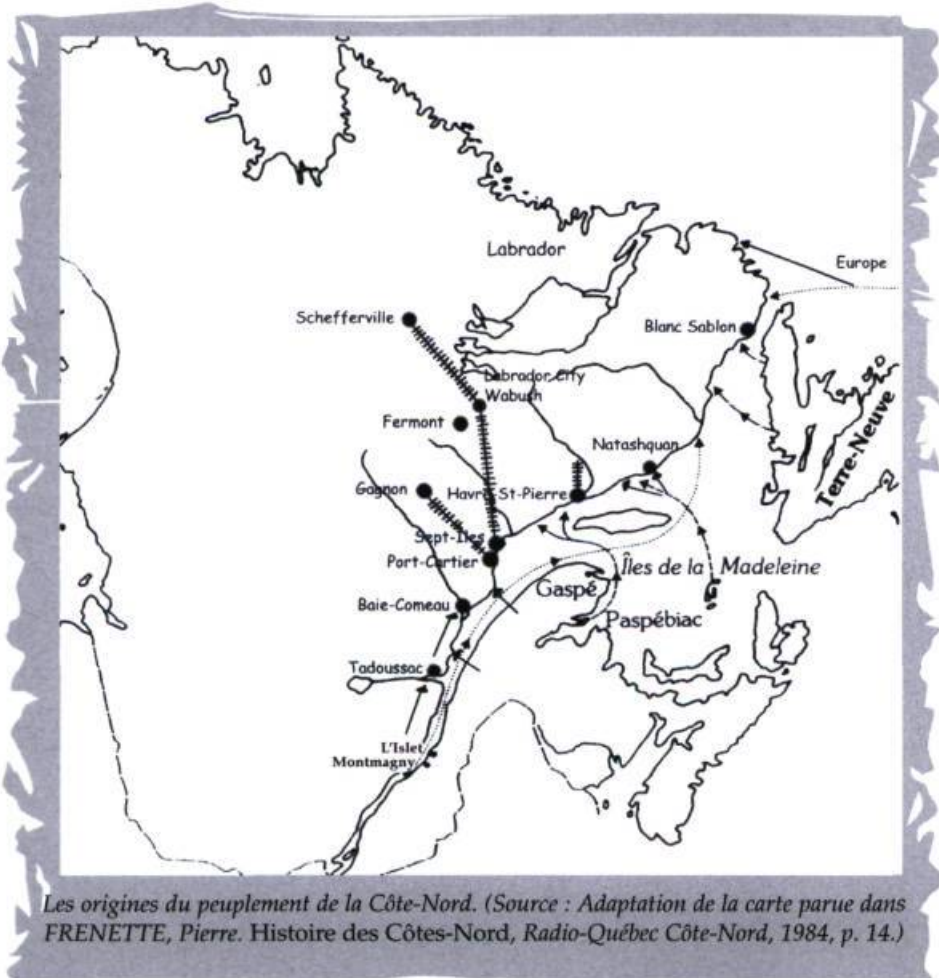 Labrador
Europe
Schefferville
Blanc Sablon
Labrador City
Wabush
Fermont
Natashquan
Terre-Neuve
Gagnon
Havre-St-Pierre
Sept-Iles
Port-Cartier
Îles de la Madeleine
Gaspé
Baie-Comeau
Paspébiac
Tadoussac
L'Islet
Montmagny
Les origines du peuplement de la Côte-Nord. (Source : Adaptation de la carte parue dans
FRENETTE, Pierre. Histoire des Côtes-Nord, Radio-Québec Côte-Nord, 1984, p. 14.)